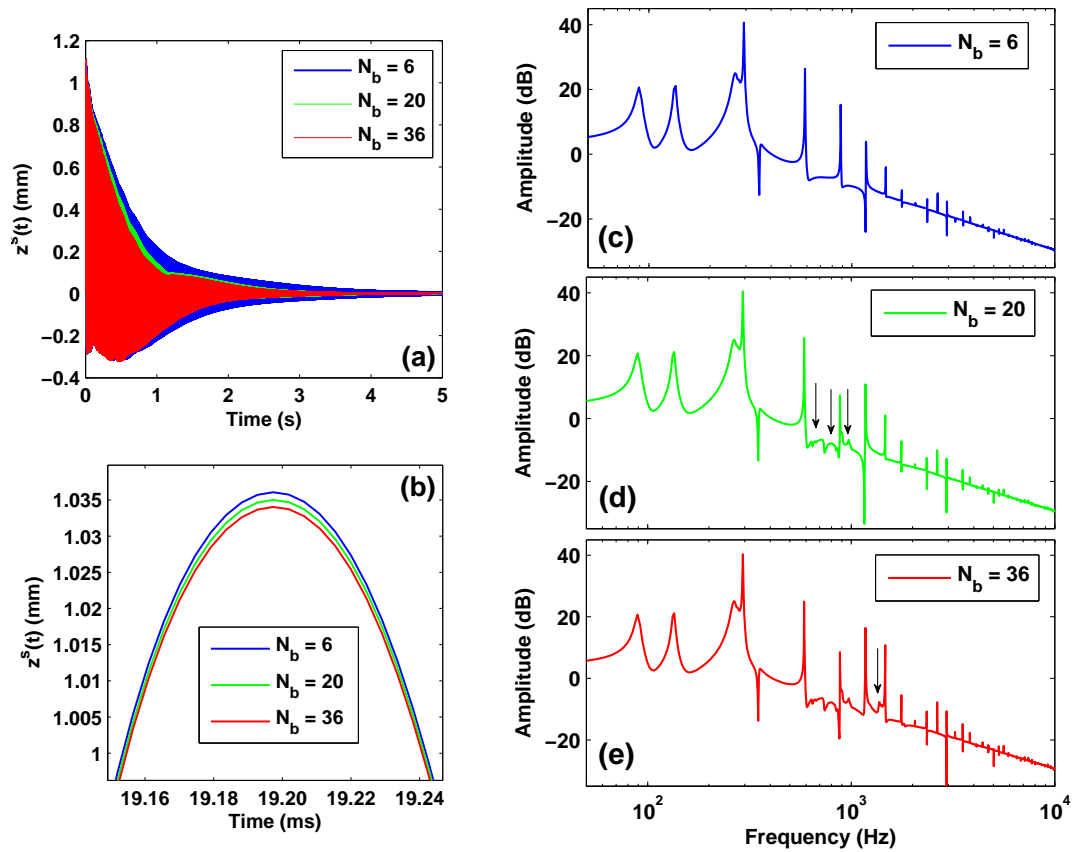 1.2
1
0.8
0.6
0.4
0.2
0
−0.2
−0.4
z^s(t) (mm)
N_b = 6
N_b = 20
N_b = 36
(a)
0 1 2 3 4 5
Time (s)
1.035
1.03
1.025
1.02
1.015
1.01
1.005
1
z^s(t) (mm)
(b)
N_b = 6
N_b = 20
N_b = 36
19.16 19.18 19.20 19.22 19.24
Time (ms)
40
20
0
−20
Amplitude (dB)
N_b = 6
(c)
40
20
0
−20
Amplitude (dB)
N_b = 20
(d)
40
20
0
−20
Amplitude (dB)
N_b = 36
(e)
10^2 10^3 10^4
Frequency (Hz)